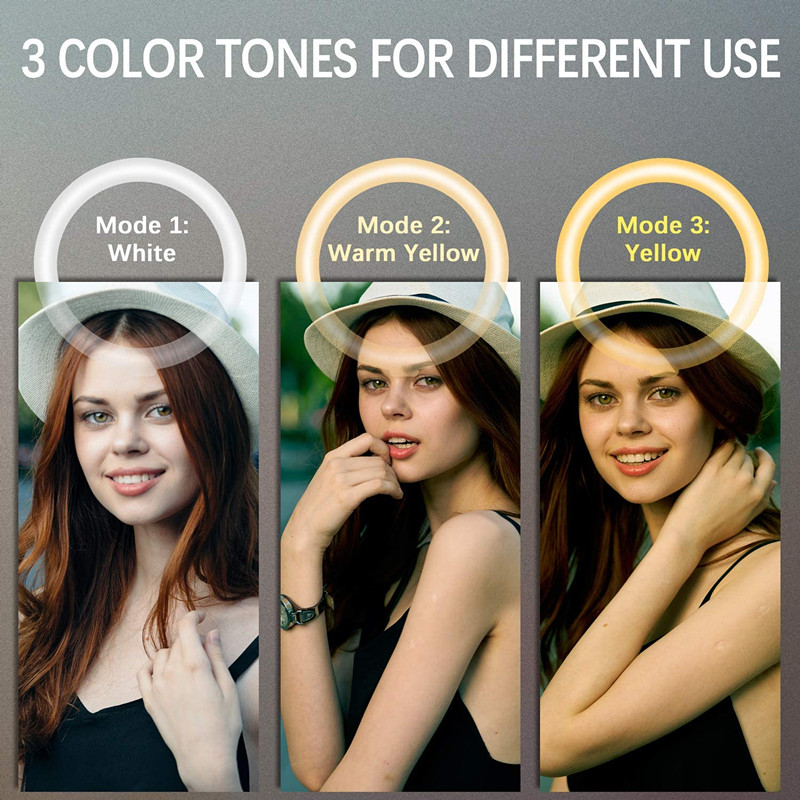 3 COLOR TONES FOR DIFFERENT USE
Mode 1:
White
Mode 2:
Warm Yellow
Mode 3:
Yellow